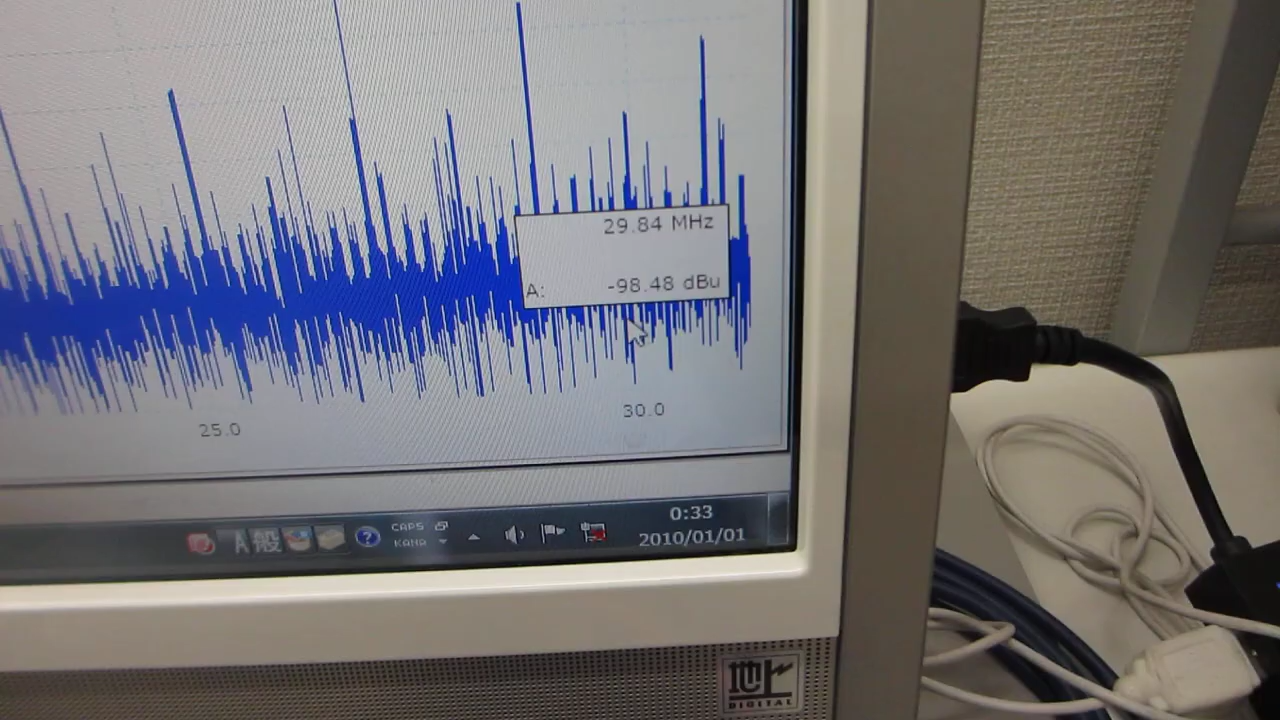 29.84 MHz
A: -98.48 dBu
25.0
30.0
A 般
CAPS
KANA
?
0:33
2010/01/01
DIGITAL